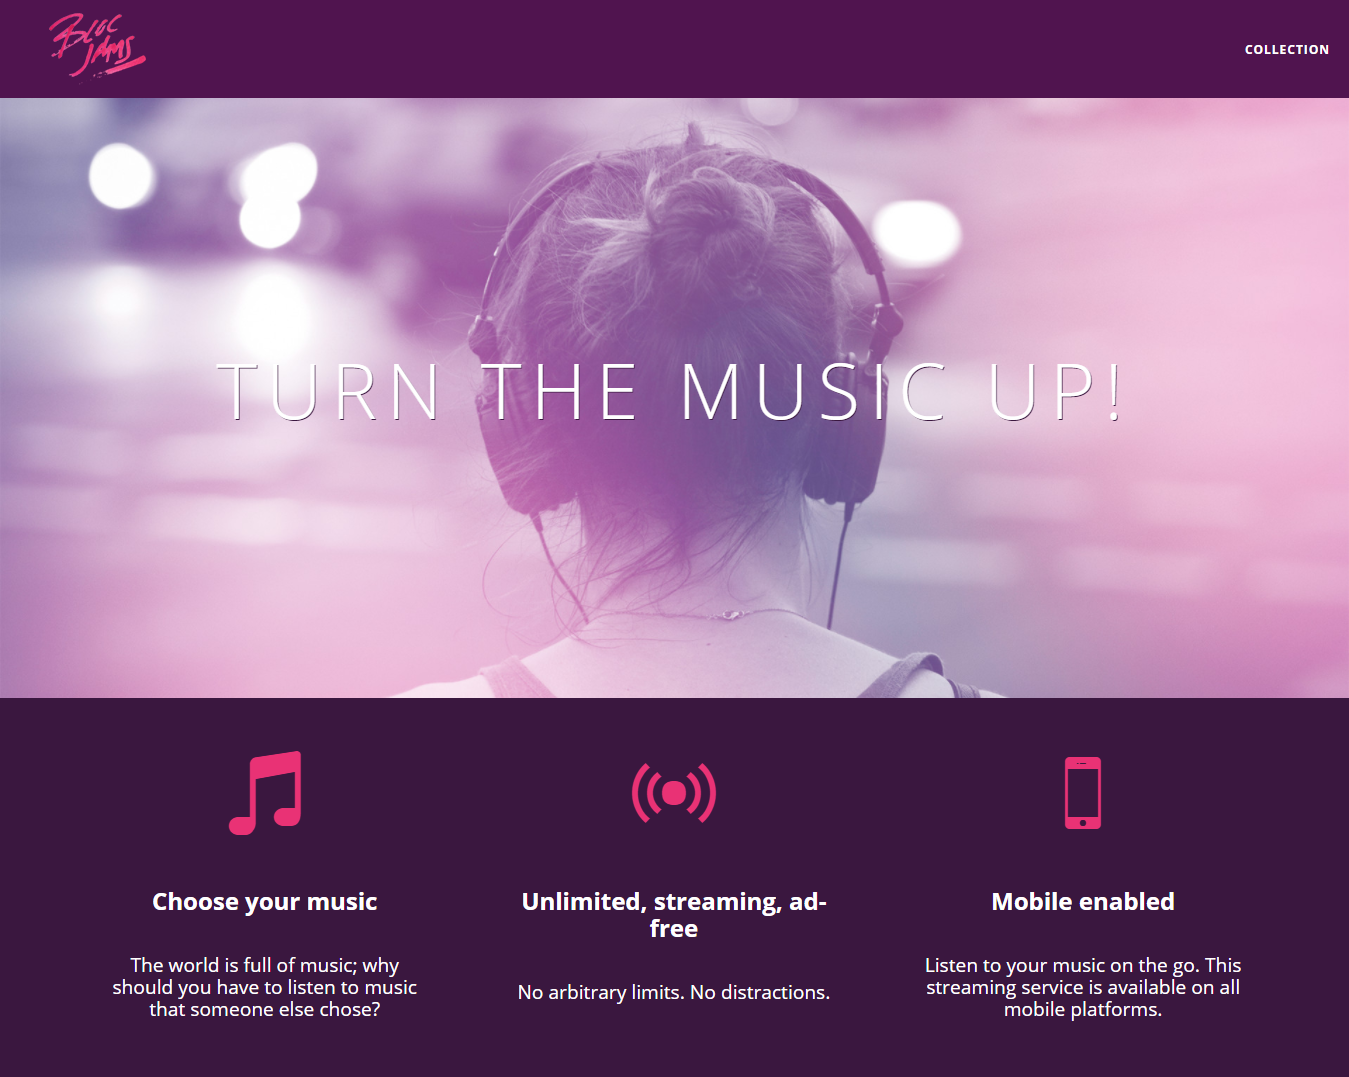 Bloc
Jams
COLLECTION
TURN THE MUSIC UP!
Choose your music
The world is full of music; why
should you have to listen to music
that someone else chose?
Unlimited, streaming, ad-
free
No arbitrary limits. No distractions.
Mobile enabled
Listen to your music on the go. This
streaming service is available on all
mobile platforms.